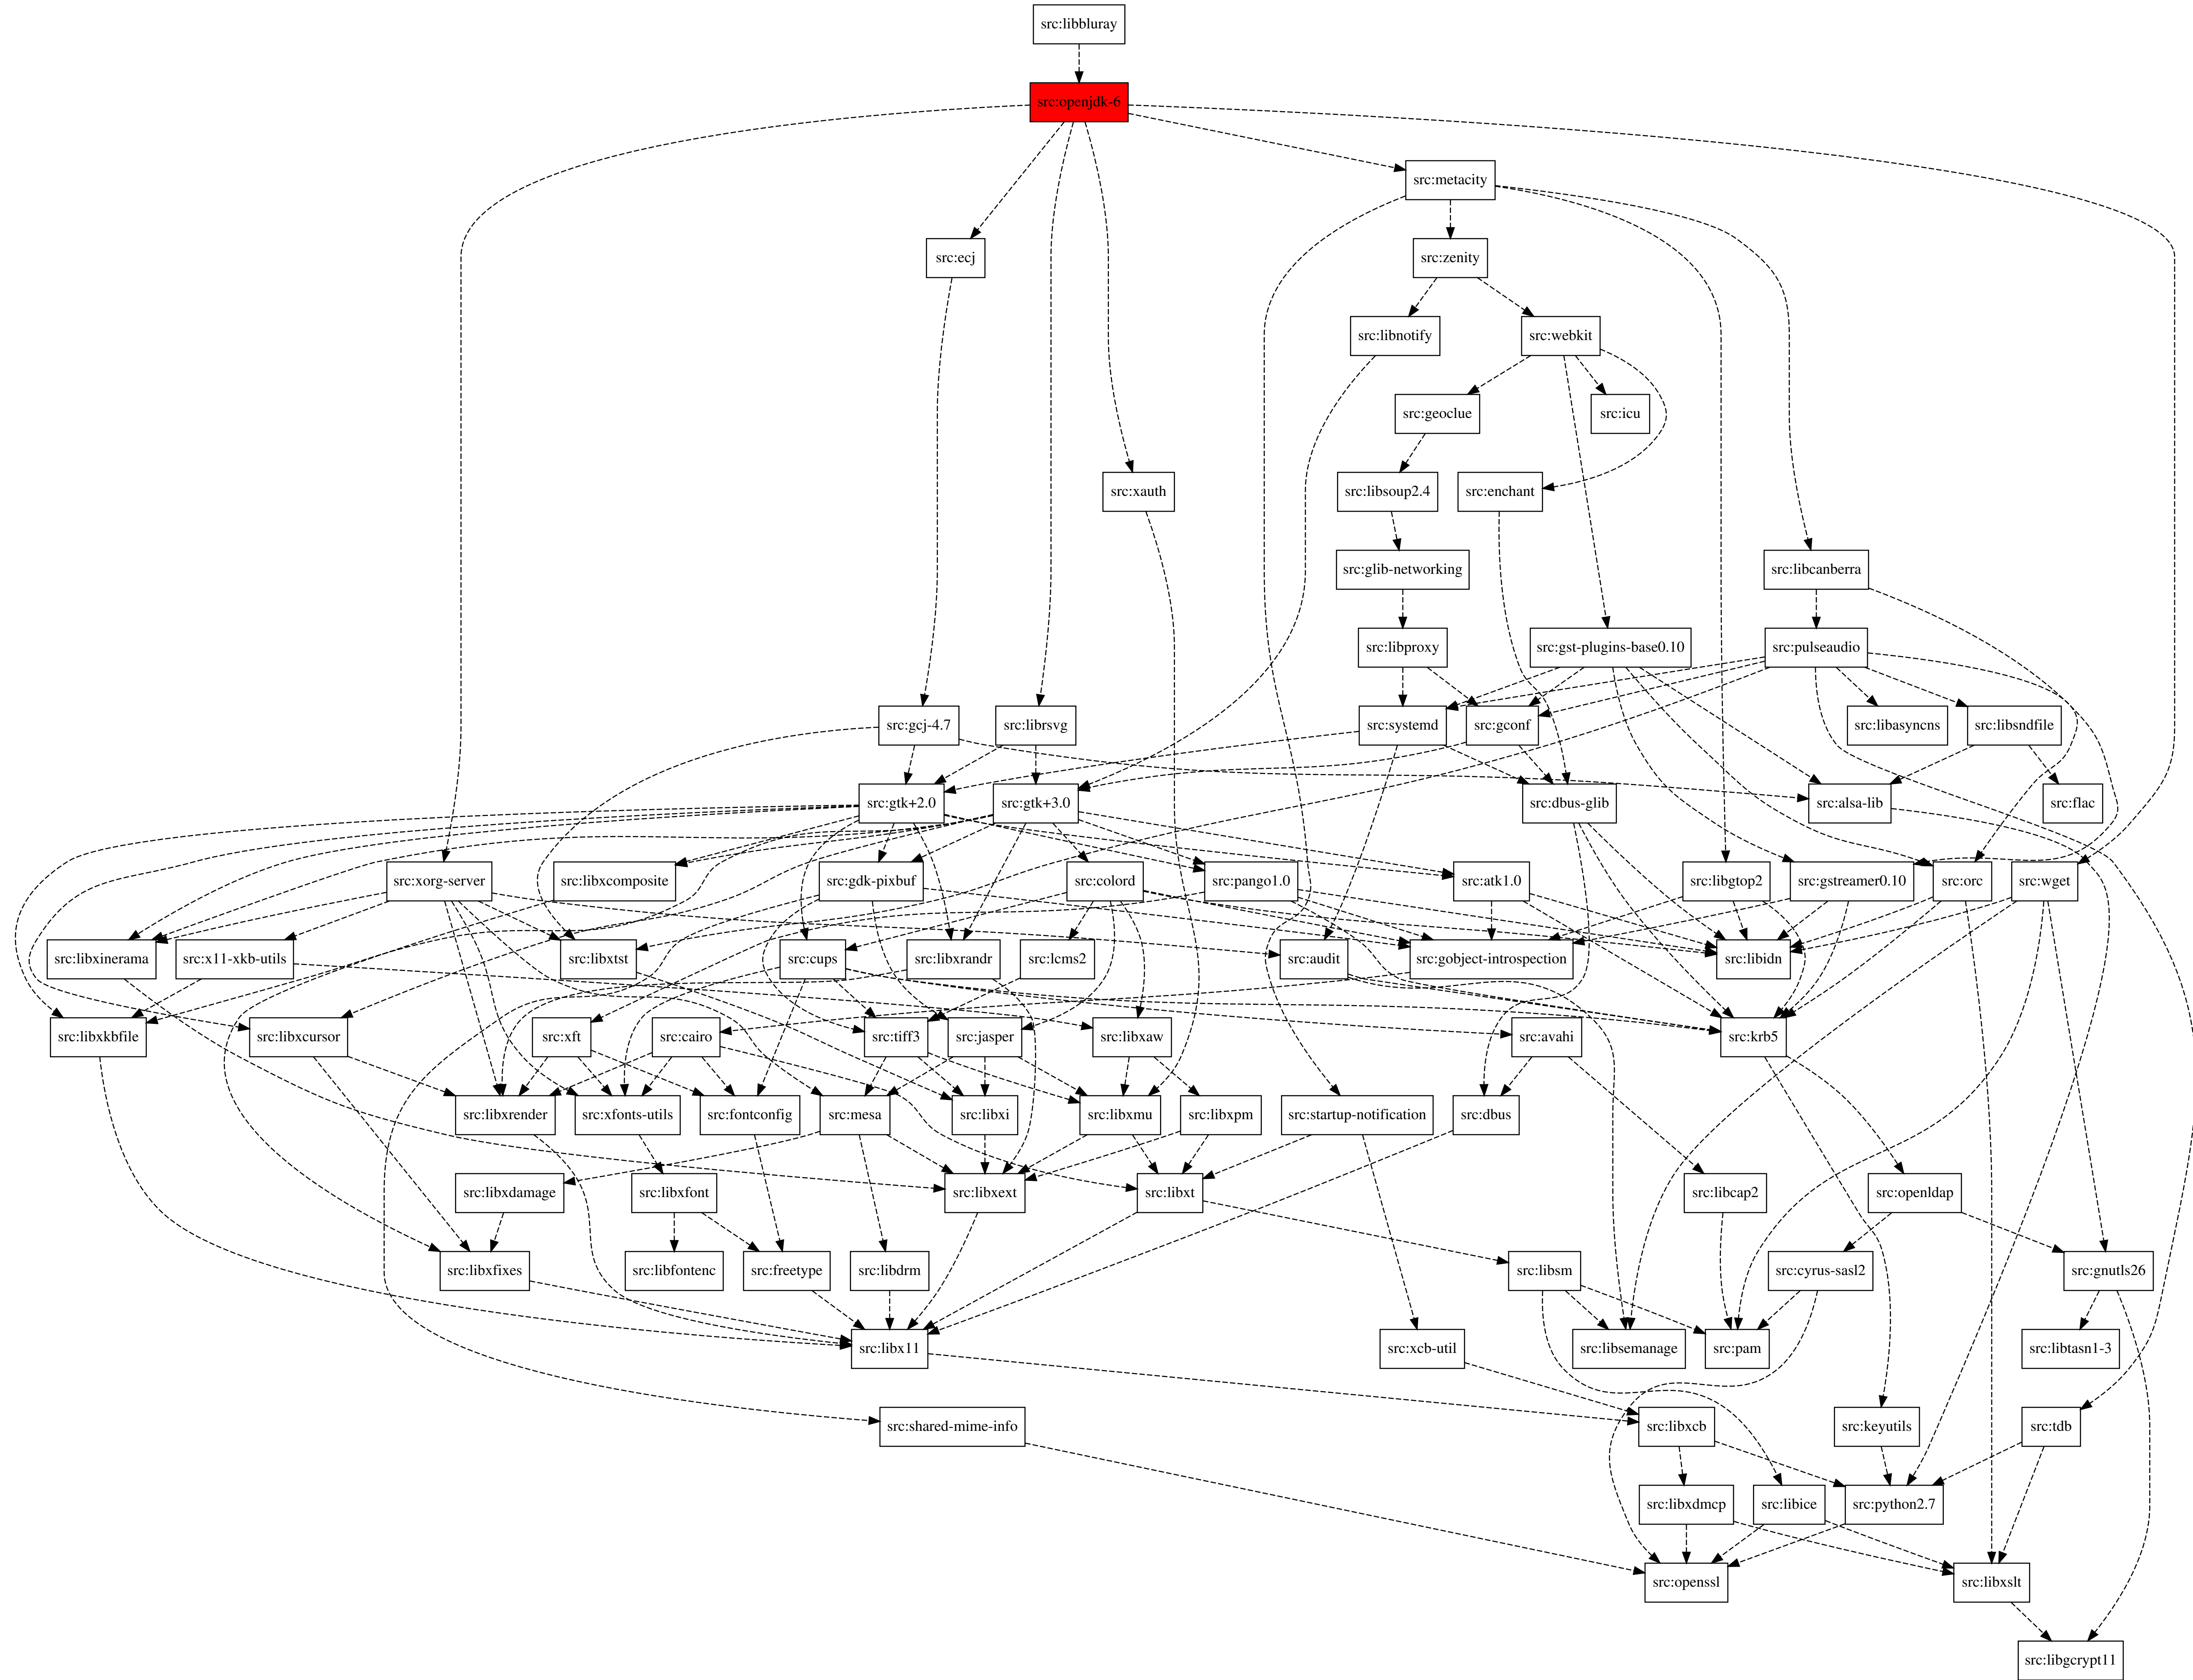 src:libbluray
src:openjdk-6
src:metacity
src:ecj
src:zenity
src:libnotify
src:webkit
src:geoclue
src:icu
src:xauth
src:libsoup2.4
src:enchant
src:glib-networking
src:libcanberra
src:libproxy
src:gst-plugins-base0.10
src:pulseaudio
src:gcj-4.7
src:librsvg
src:systemd
src:gconf
src:libasyncns
src:libsndfile
src:gtk+2.0
src:gtk+3.0
src:dbus-glib
src:alsa-lib
src:flac
src:xorg-server
src:libxcomposite
src:gdk-pixbuf
src:colord
src:pango1.0
src:atk1.0
src:libgtop2
src:gstreamer0.10
src:orc
src:wget
src:libxinerama
src:x11-xkb-utils
src:libxtst
src:cups
src:libxrandr
src:lcms2
src:audit
src:gobject-introspection
src:libidn
src:libxkbfile
src:libxcursor
src:xft
src:cairo
src:tiff3
src:jasper
src:libxaw
src:avahi
src:krb5
src:libxrender
src:xfonts-utils
src:fontconfig
src:mesa
src:libxi
src:libxmu
src:libxpm
src:startup-notification
src:dbus
src:libxdamage
src:libxfont
src:libxext
src:libxt
src:libcap2
src:openldap
src:libxfixes
src:libfontenc
src:freetype
src:libdrm
src:libsm
src:cyrus-sasl2
src:gnutls26
src:libx11
src:xcb-util
src:libsemanage
src:pam
src:libtasn1-3
src:shared-mime-info
src:libxcb
src:keyutils
src:tdb
src:libxdmcp
src:libice
src:python2.7
src:openssl
src:libxslt
src:libgcrypt11